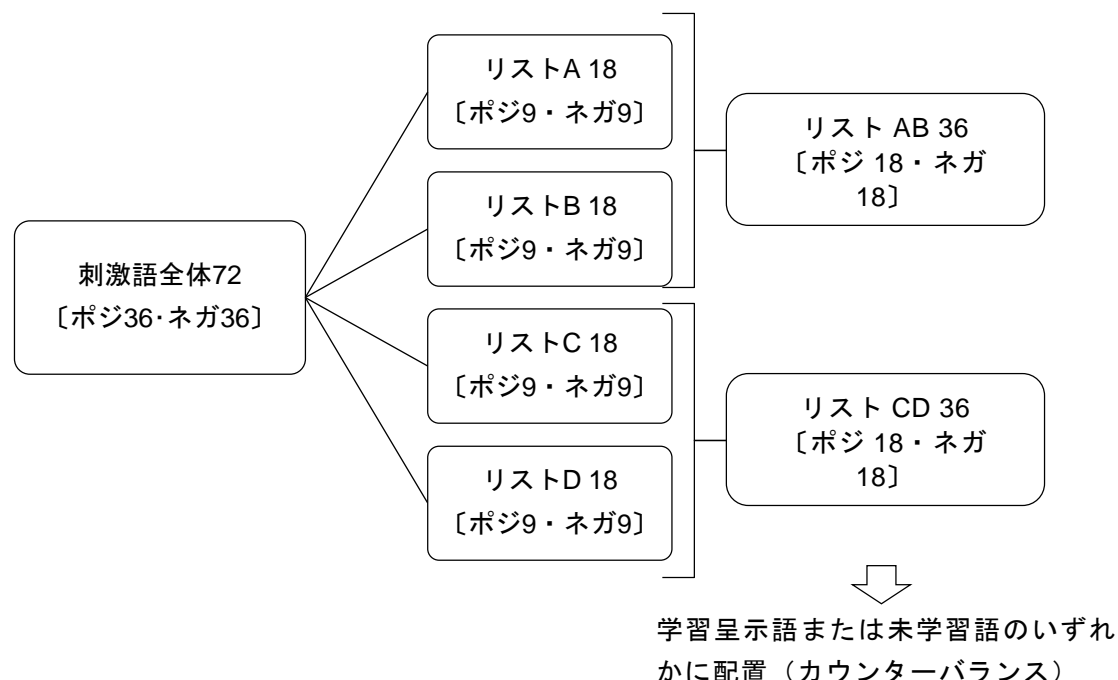 刺激語全体72
〔ポジ36･ネガ36〕
リストA 18
〔ポジ9・ネガ9〕
リストB 18
〔ポジ9・ネガ9〕
リストC 18
〔ポジ9・ネガ9〕
リストD 18
〔ポジ9・ネガ9〕
リスト AB 36
〔ポジ 18・ネガ
18〕
リスト CD 36
〔ポジ 18・ネガ
18〕
学習呈示語または未学習語のいずれ
かに配置（カウンターバランス）